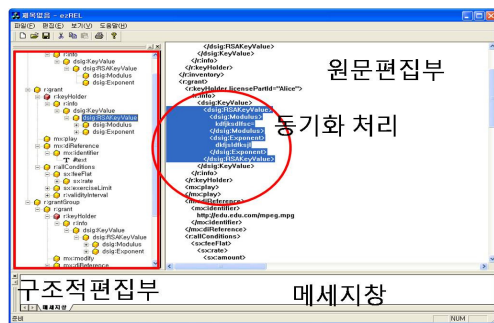 제목없음 - ezREL
파일(F) 편집(E) 보기(V) 도움말(H)
r:info
dsig:KeyValue
dsig:RSAKeyValue
dsig:Modulus
dsig:Exponent
r:grant
r:keyHolder
r:info
dsig:KeyValue
dsig:RSAKeyValue
dsig:Modulus
dsig:Exponent
mx:play
mx:diReference
mx:identifier
#text
r:allConditions
sx:feeFlat
sx:rate
sx:exerciseLimit
r:validityInterval
r:grantGroup
r:grant
r:keyHolder
r:info
dsig:KeyValue
dsig:RSAKeyValue
dsig:Modulus
dsig:Exponent
mx:modify
mx:diReference
</dsig:RSAKeyValue>
</dsig:KeyValue>
</r:info>
</r:keyHolder>
</r:inventory>
<r:grant>
<r:keyHolder licensePartId="Alice">
<r:info>
<dsig:KeyValue>
<dsig:RSAKeyValue>
<dsig:Modulus>
</dsig:Modulus>
<dsig:Exponent>
</dsig:Exponent>
</dsig:RSAKeyValue>
</dsig:KeyValue>
</r:info>
</r:keyHolder>
<mx:play>
</mx:play>
<mx:diReference>
<mx:identifier>
http://edu.edu.com/mpeg.mpg
</mx:identifier>
</mx:diReference>
<r:allConditions>
<sx:feeFlat>
<sx:rate>
<sx:amount>
원문편집부
동기화 처리
구조적편집부
메세지창
메세지창
준비
NUM